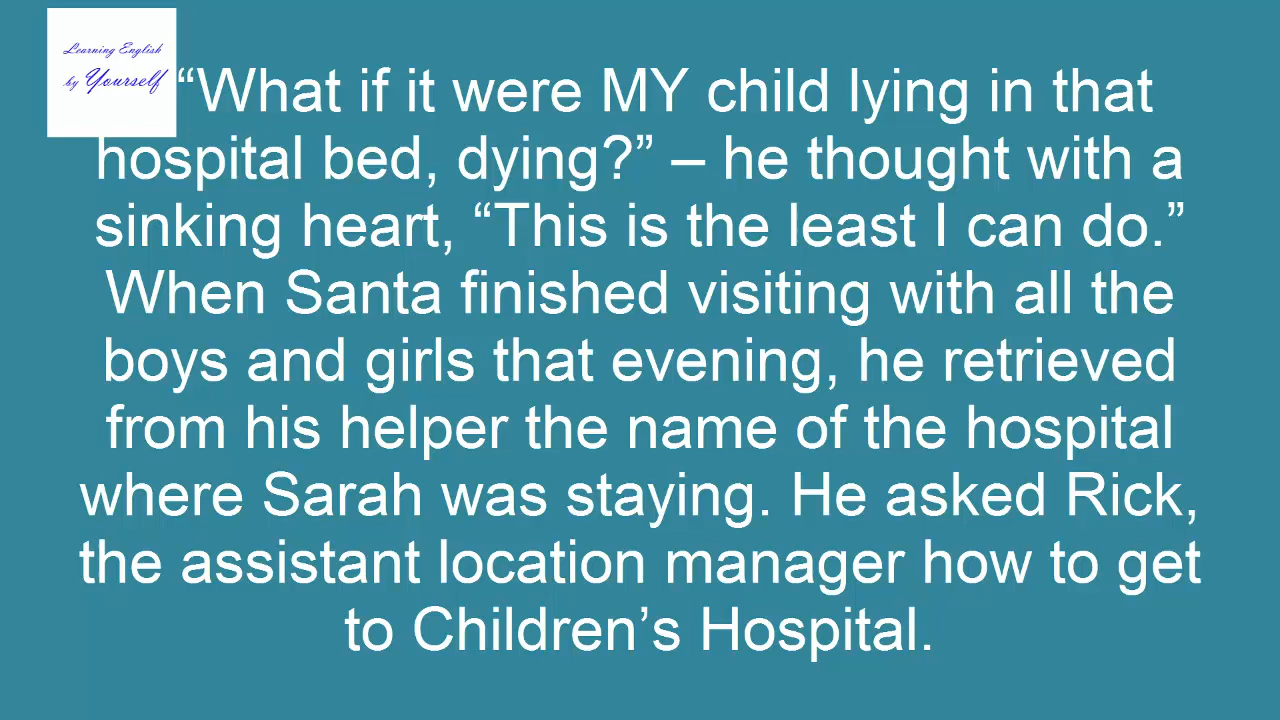 Learning English
by Yourself
“What if it were MY child lying in that
hospital bed, dying?” – he thought with a
sinking heart, “This is the least I can do.”
When Santa finished visiting with all the
boys and girls that evening, he retrieved
from his helper the name of the hospital
where Sarah was staying. He asked Rick,
the assistant location manager how to get
to Children’s Hospital.